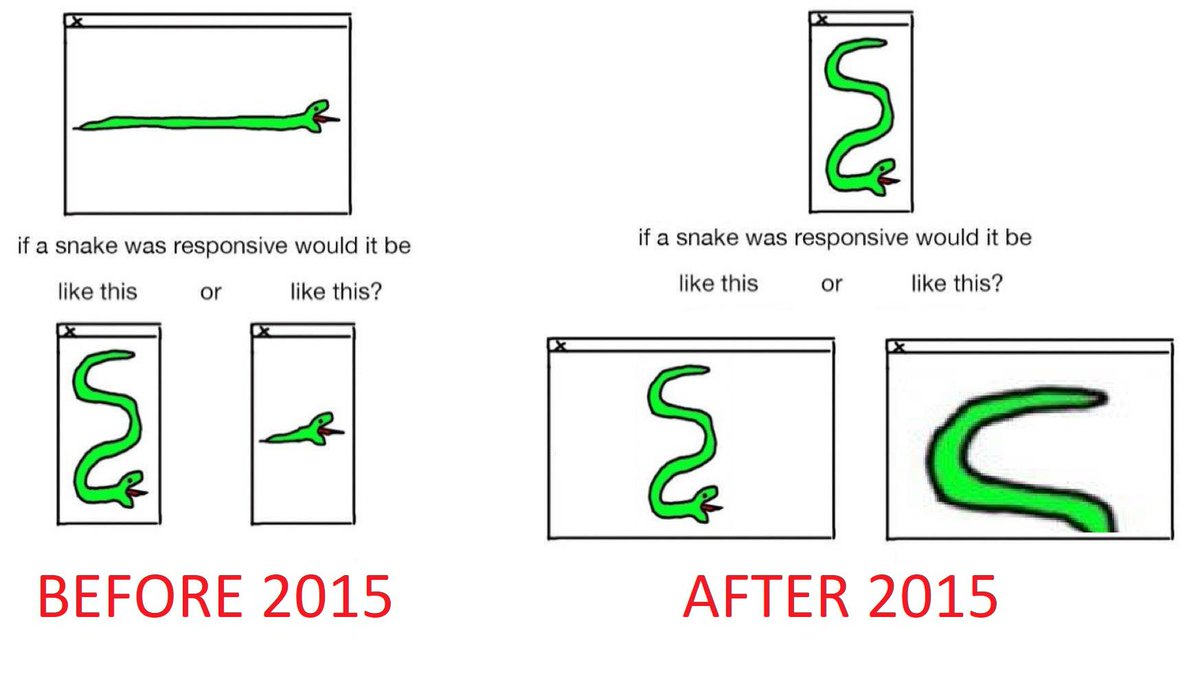 if a snake was responsive would it be
like this or like this?
BEFORE 2015
if a snake was responsive would it be
like this or like this?
AFTER 2015